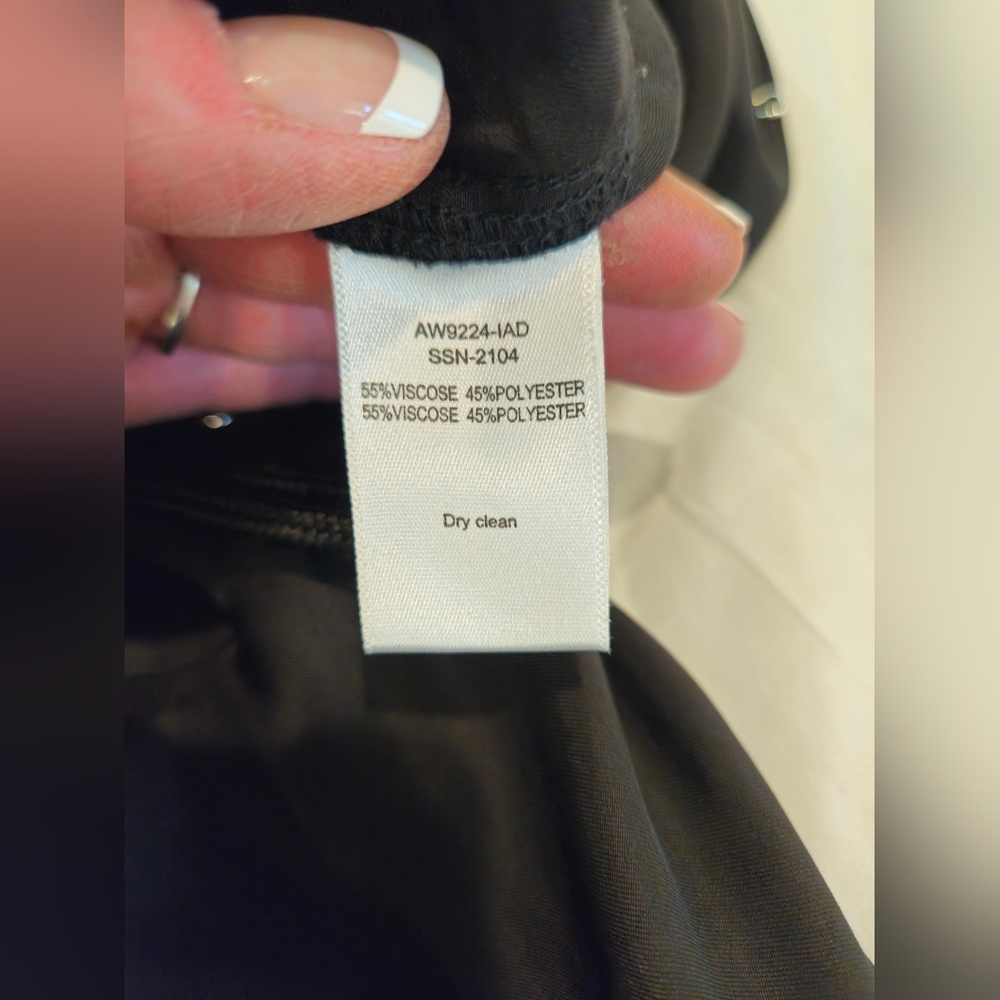 AW9224-IAD
SSN-2104
55%VISCOSE 45%POLYESTER
55%VISCOSE 45%POLYESTER
Dry clean